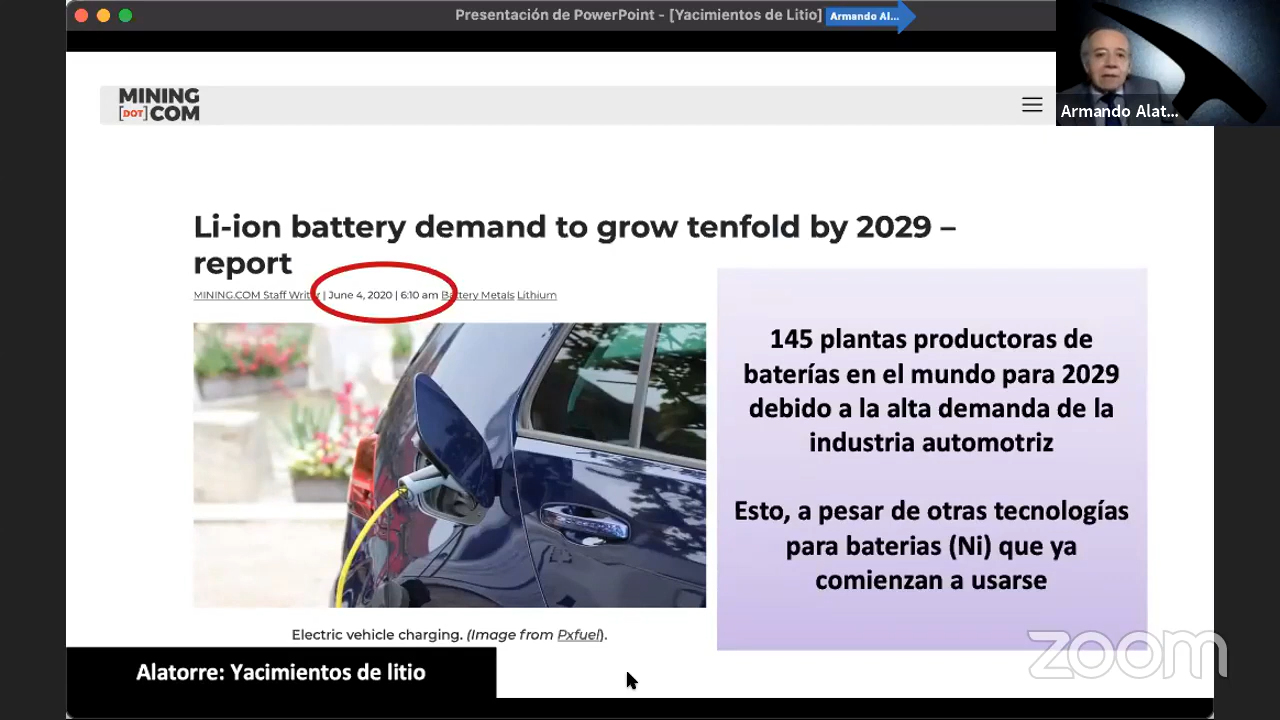 Presentación de PowerPoint - [Yacimientos de Litio]
Armando Al...
Armando Alat...
MINING
[DOT]COM
Li-ion battery demand to grow tenfold by 2029 –
report
MINING.COM Staff Writer | June 4, 2020 | 6:10 am Battery Metals Lithium
145 plantas productoras de
baterías en el mundo para 2029
debido a la alta demanda de la
industria automotriz
Esto, a pesar de otras tecnologías
para baterias (Ni) que ya
comienzan a usarse
Electric vehicle charging. (Image from Pxfuel).
Alatorre: Yacimientos de litio
zoom